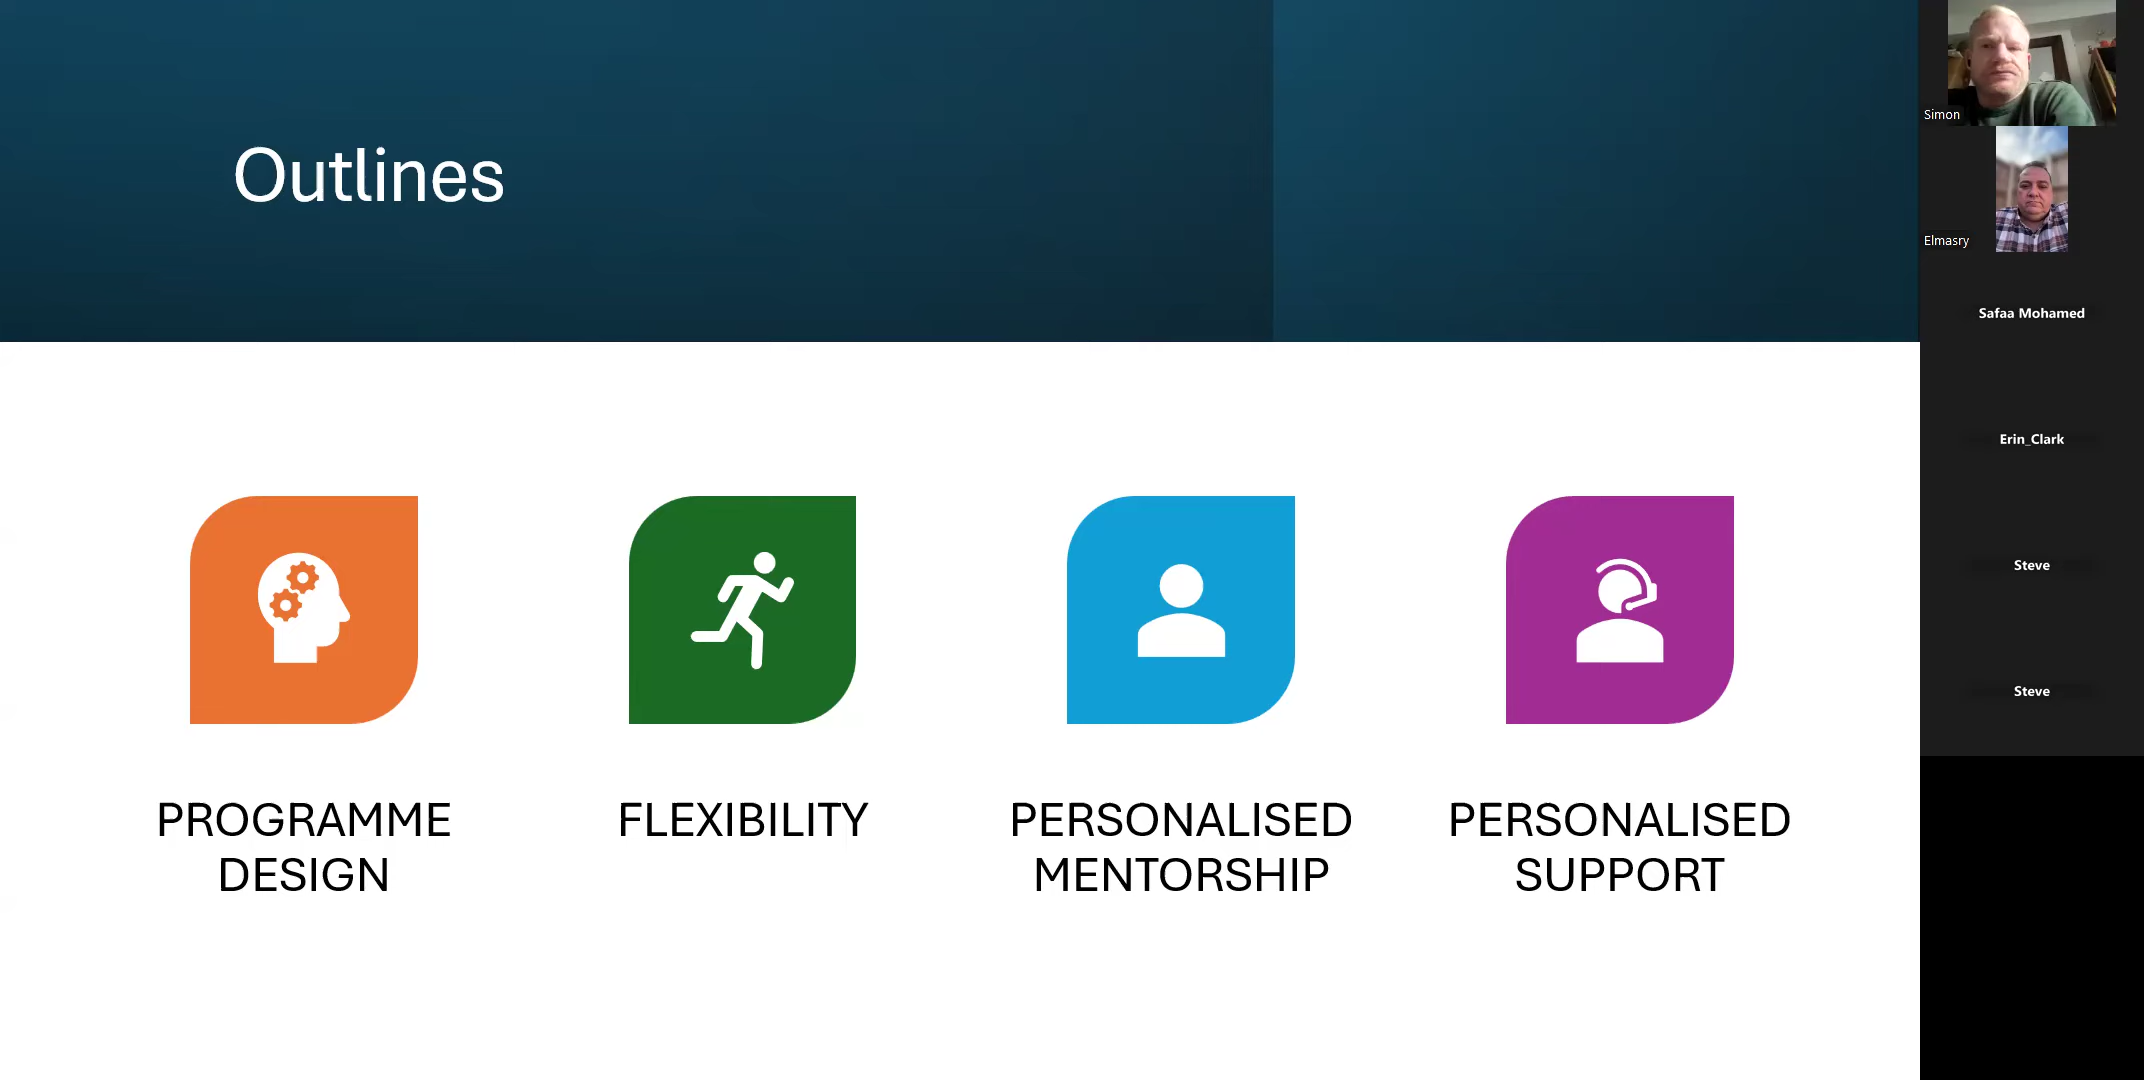 Outlines
PROGRAMME
DESIGN
FLEXIBILITY
PERSONALISED
MENTORSHIP
PERSONALISED
SUPPORT
Simon
Elmasry
Safaa Mohamed
Erin_Clark
Steve
Steve